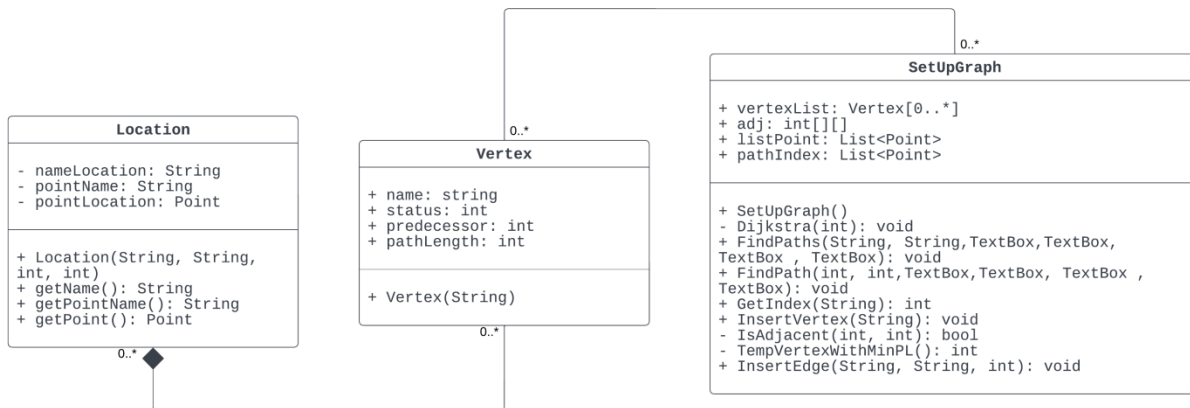 Location
- nameLocation: String
- pointName: String
- pointLocation: Point
+ Location(String, String,
int, int)
+ getName(): String
+ getPointName(): String
+ getPoint(): Point
0..*
0..*
Vertex
+ name: string
+ status: int
+ predecessor: int
+ pathLength: int
+ Vertex(String)
0..*
0..*
SetUpGraph
+ vertexList: Vertex[0..*]
+ adj: int[][]
+ listPoint: List<Point>
+ pathIndex: List<Point>
+ SetUpGraph()
- Dijkstra(int): void
+ FindPaths(String, String,TextBox,TextBox,
TextBox , TextBox): void
+ FindPath(int, int,TextBox,TextBox, TextBox ,
TextBox): void
+ GetIndex(String): int
+ InsertVertex(String): void
- IsAdjacent(int, int): bool
- TempVertexWithMinPL(): int
+ InsertEdge(String, String, int): void